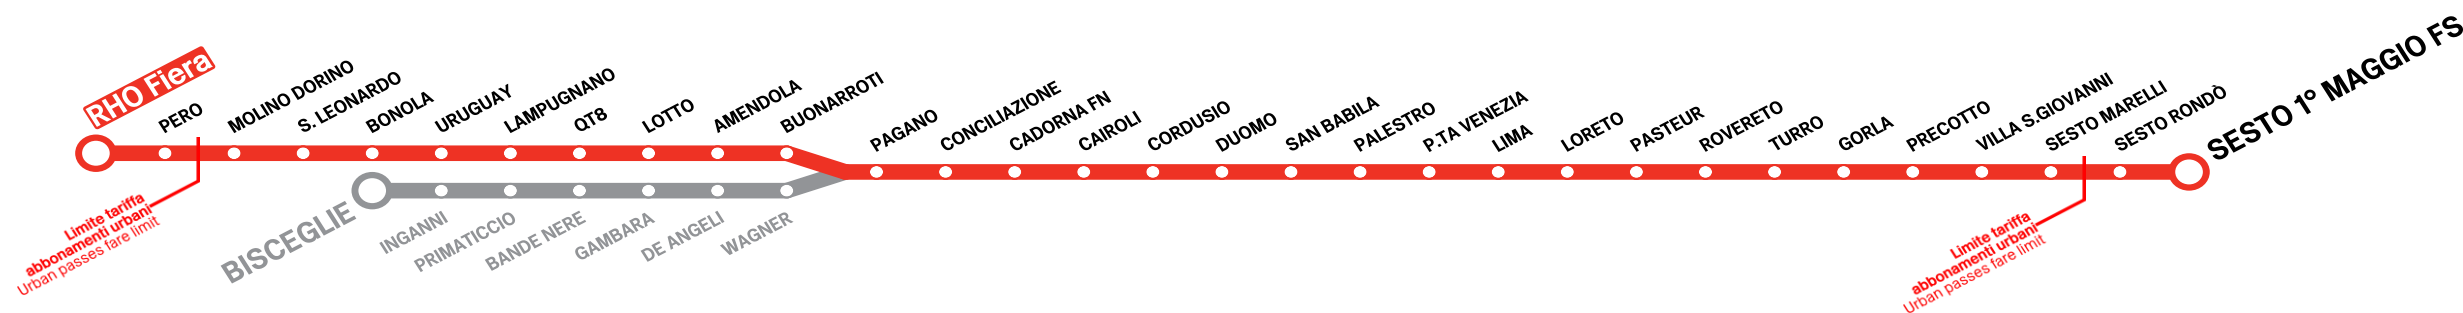 RHO Fiera
PERO
MOLINO DORINO
S. LEONARDO
BONOLA
URUGUAY
LAMPUGNANO
QT8
LOTTO
AMENDOLA
BUONARROTI
PAGANO
CONCILIAZIONE
CADORNA FN
CAIROLI
CORDUSIO
DUOMO
SAN BABILA
PALESTRO
P.TA VENEZIA
LIMA
LORETO
PASTEUR
ROVERETO
TURRO
GORLA
PRECOTTO
VILLA S.GIOVANNI
SESTO MARELLI
SESTO RONDÒ
SESTO 1° MAGGIO FS
Limite tariffa
abbonamenti urbani
Urban passes fare limit
BISCEGLIE
INGANNI
PRIMATICCIO
BANDE NERE
GAMBARA
DE ANGELI
WAGNER
Limite tariffa
abbonamenti urbani
Urban passes fare limit